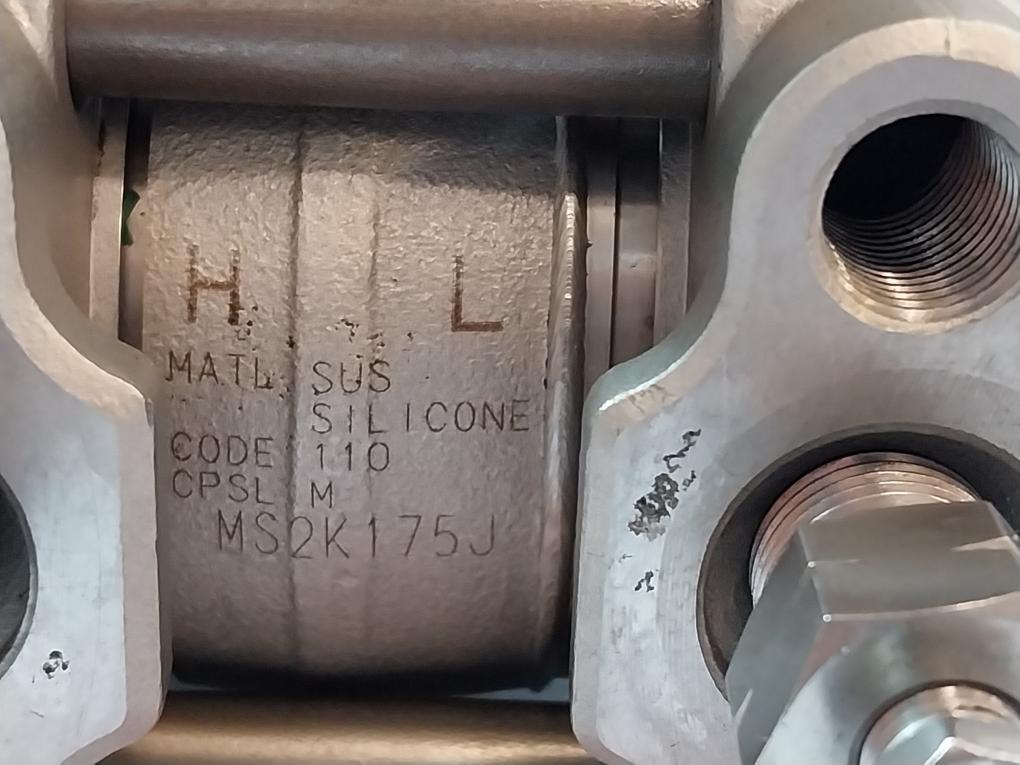 H L
MATL SUS
SILICONE
CODE 110
CPSL M
MS2K175J